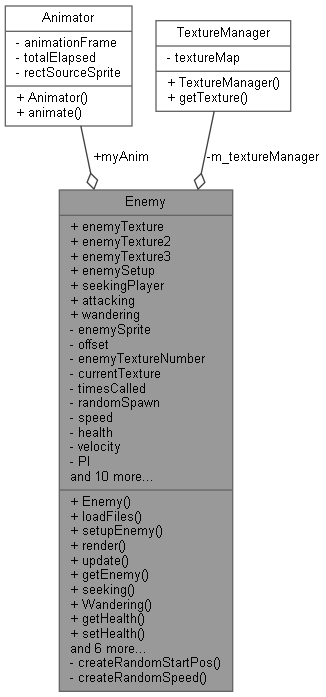 Animator
- animationFrame
- totalElapsed
- rectSourceSprite
+ Animator()
+ animate()
TextureManager
- textureMap
+ TextureManager()
+ getTexture()
+myAnim
-m_textureManager
Enemy
+ enemyTexture
+ enemyTexture2
+ enemyTexture3
+ enemySetup
+ seekingPlayer
+ attacking
+ wandering
- enemySprite
- offset
- enemyTextureNumber
- currentTexture
- timesCalled
- randomSpawn
- speed
- health
- velocity
- PI
and 10 more...
+ Enemy()
+ loadFiles()
+ setupEnemy()
+ render()
+ update()
+ getEnemy()
+ seeking()
+ Wandering()
+ getHealth()
+ setHealth()
and 6 more...
- createRandomStartPos()
- createRandomSpeed()